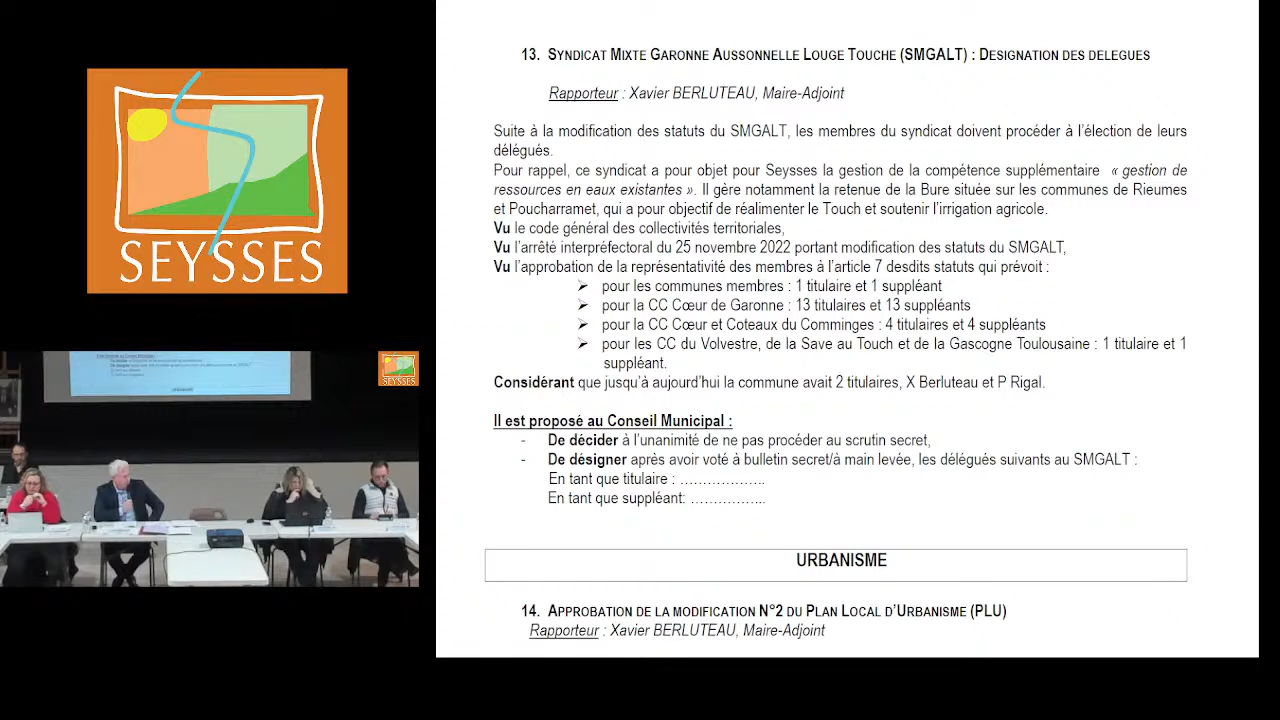 SEYSSES
SEYSSES
13. SYNDICAT MIXTE GARONNE AUSSONNELLE LOUGE TOUCHE (SMGALT) : DESIGNATION DES DELEGUES
Rapporteur : Xavier BERLUTEAU, Maire-Adjoint
Suite à la modification des statuts du SMGALT, les membres du syndicat doivent procéder à l'élection de leurs
délégués.
Pour rappel, ce syndicat a pour objet pour Seysses la gestion de la compétence supplémentaire « gestion de
ressources en eaux existantes ». Il gère notamment la retenue de la Bure située sur les communes de Rieumes
et Poucharramet, qui a pour objectif de réalimenter le Touch et soutenir l'irrigation agricole.
Vu le code général des collectivités territoriales,
Vu l'arrêté interpréfectoral du 25 novembre 2022 portant modification des statuts du SMGALT,
Vu l'approbation de la représentativité des membres à l'article 7 desdits statuts qui prévoit :
➢ pour les communes membres : 1 titulaire et 1 suppléant
➢ pour la CC Cœur de Garonne : 13 titulaires et 13 suppléants
➢ pour la CC Cœur et Coteaux du Comminges : 4 titulaires et 4 suppléants
➢ pour les CC du Volvestre, de la Save au Touch et de la Gascogne Toulousaine : 1 titulaire et 1
suppléant.
Considérant que jusqu'à aujourd'hui la commune avait 2 titulaires, X Berluteau et P Rigal.
Il est proposé au Conseil Municipal :
- De décider à l'unanimité de ne pas procéder au scrutin secret,
- De désigner après avoir voté à bulletin secret/à main levée, les délégués suivants au SMGALT :
En tant que titulaire : ………………..
En tant que suppléant: ……………...
URBANISME
14. APPROBATION DE LA MODIFICATION N°2 DU PLAN LOCAL D'URBANISME (PLU)
Rapporteur : Xavier BERLUTEAU, Maire-Adjoint